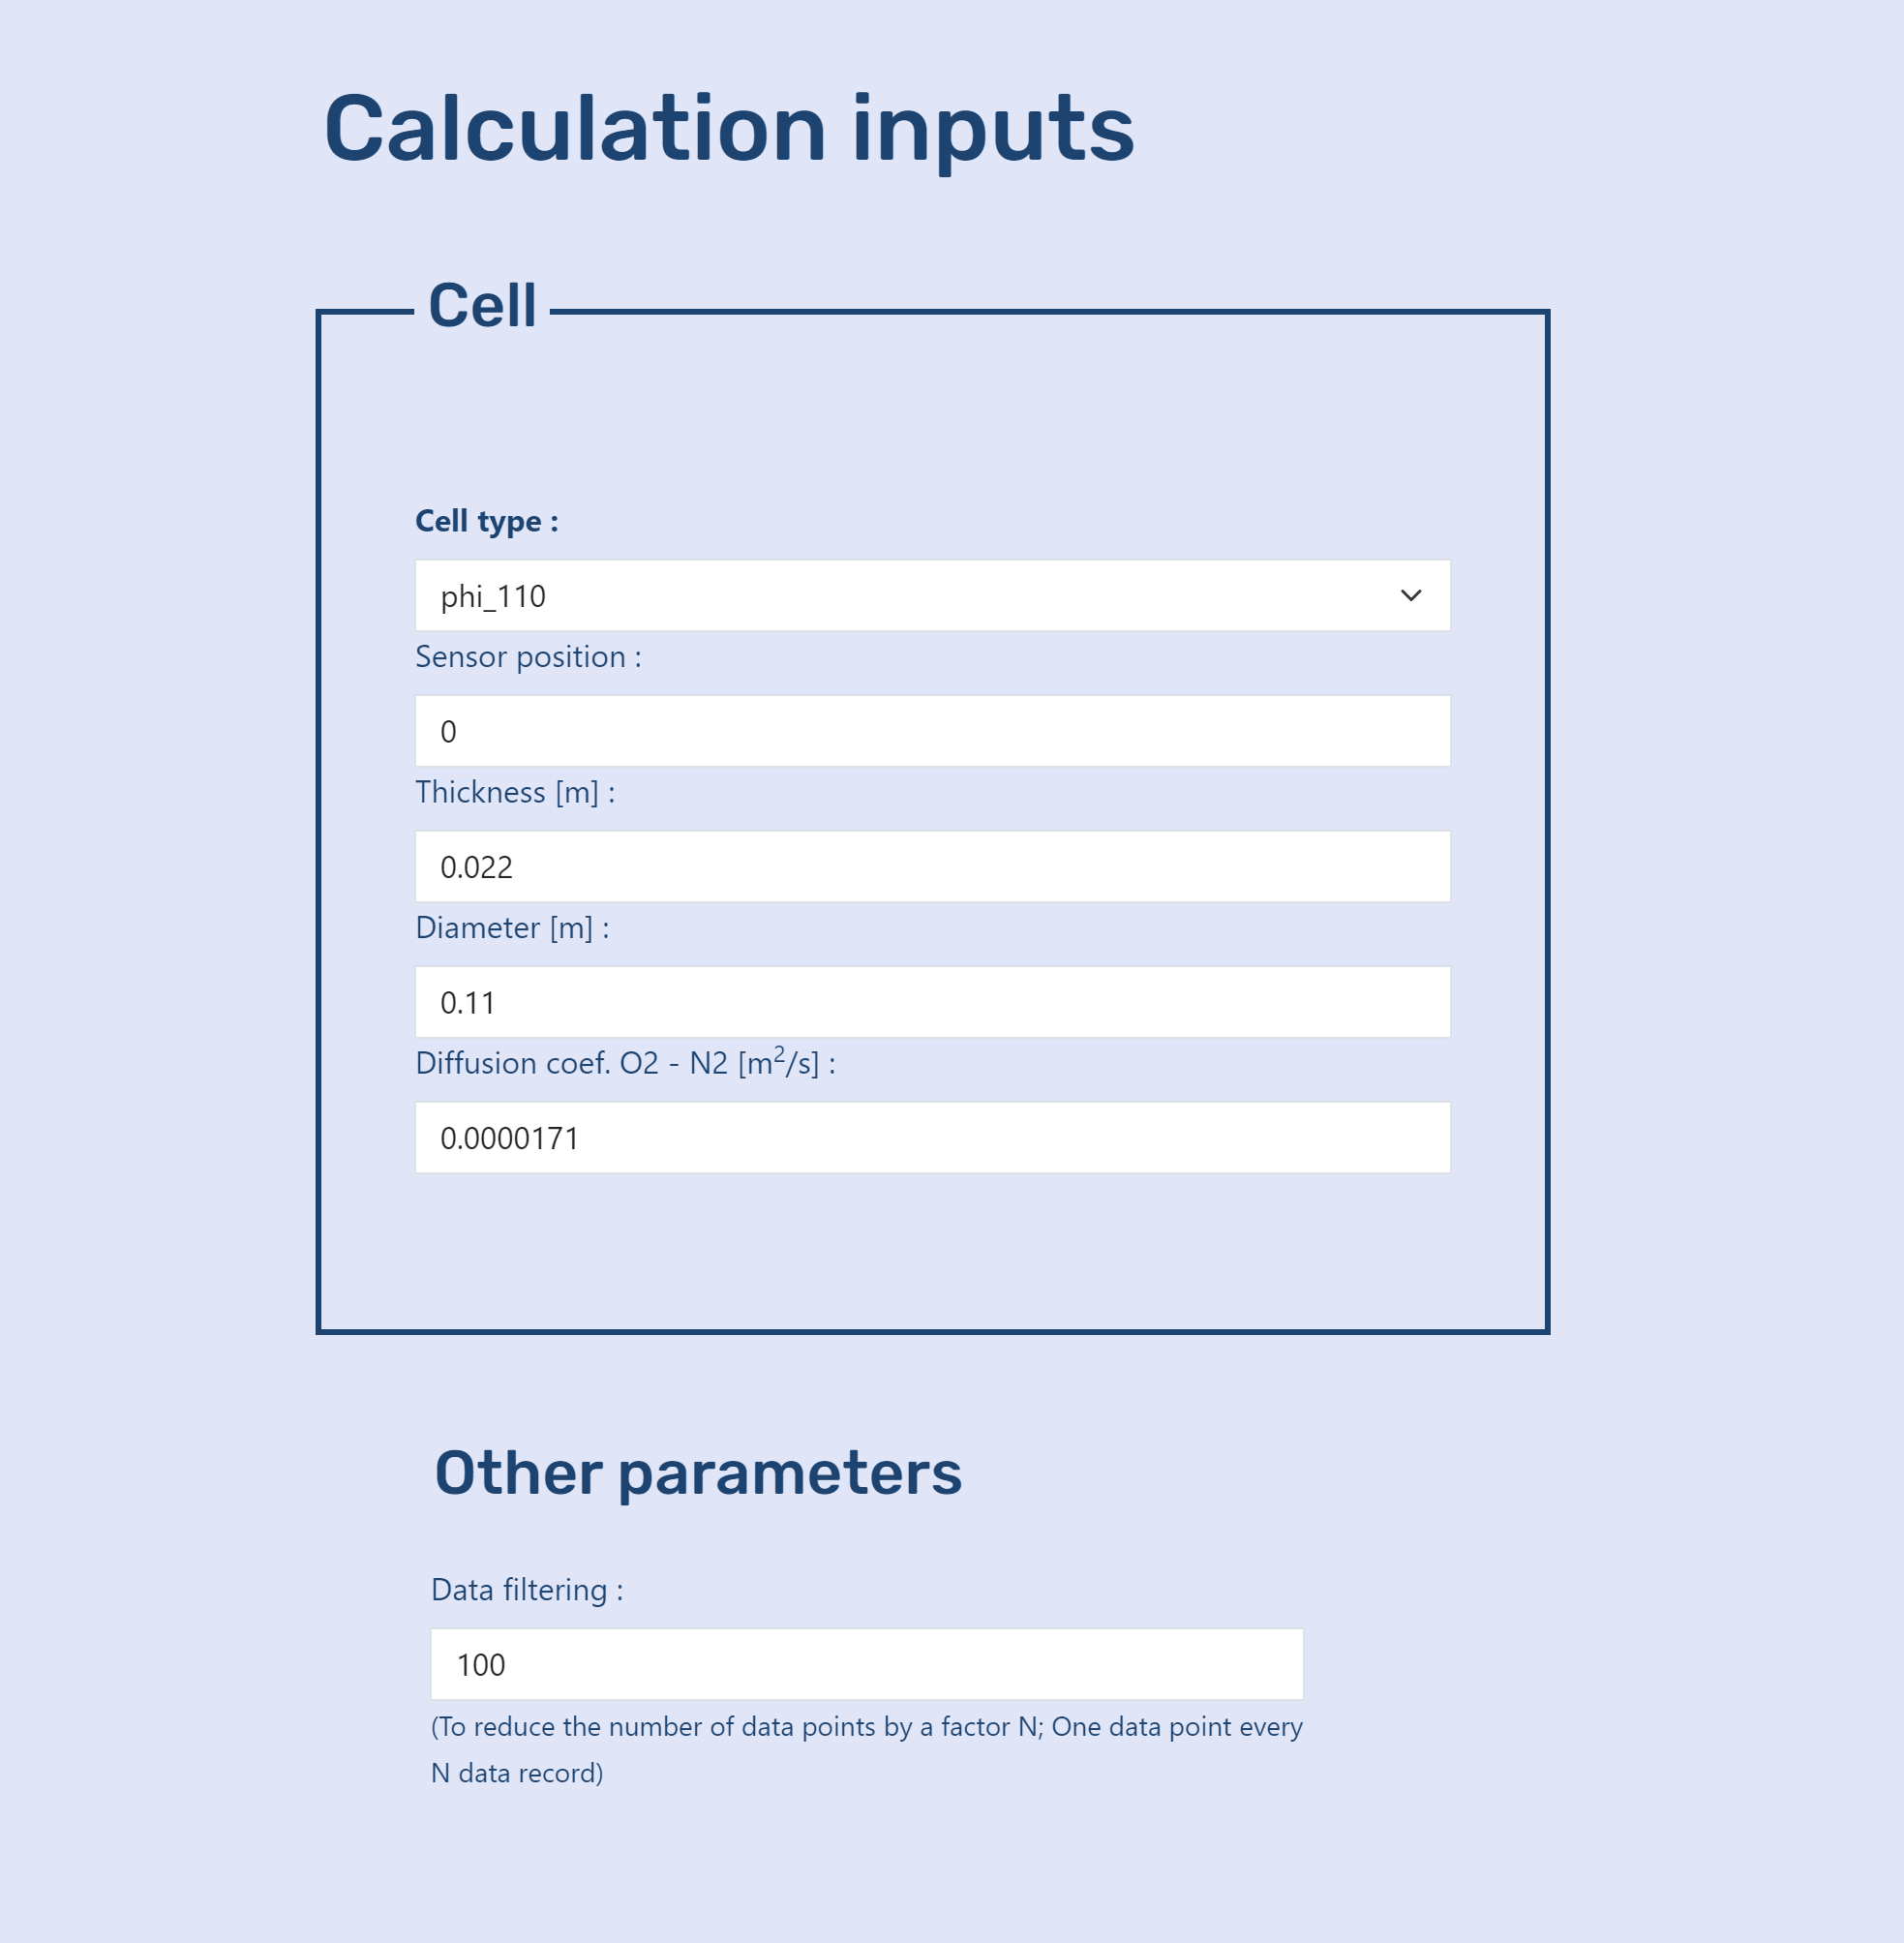 Calculation inputs
Cell
Cell type :
phi_110
Sensor position :
0
Thickness [m] :
0.022
Diameter [m] :
0.11
Diffusion coef. O2 - N2 [m²/s] :
0.0000171
Other parameters
Data filtering :
100
(To reduce the number of data points by a factor N; One data point every
N data record)